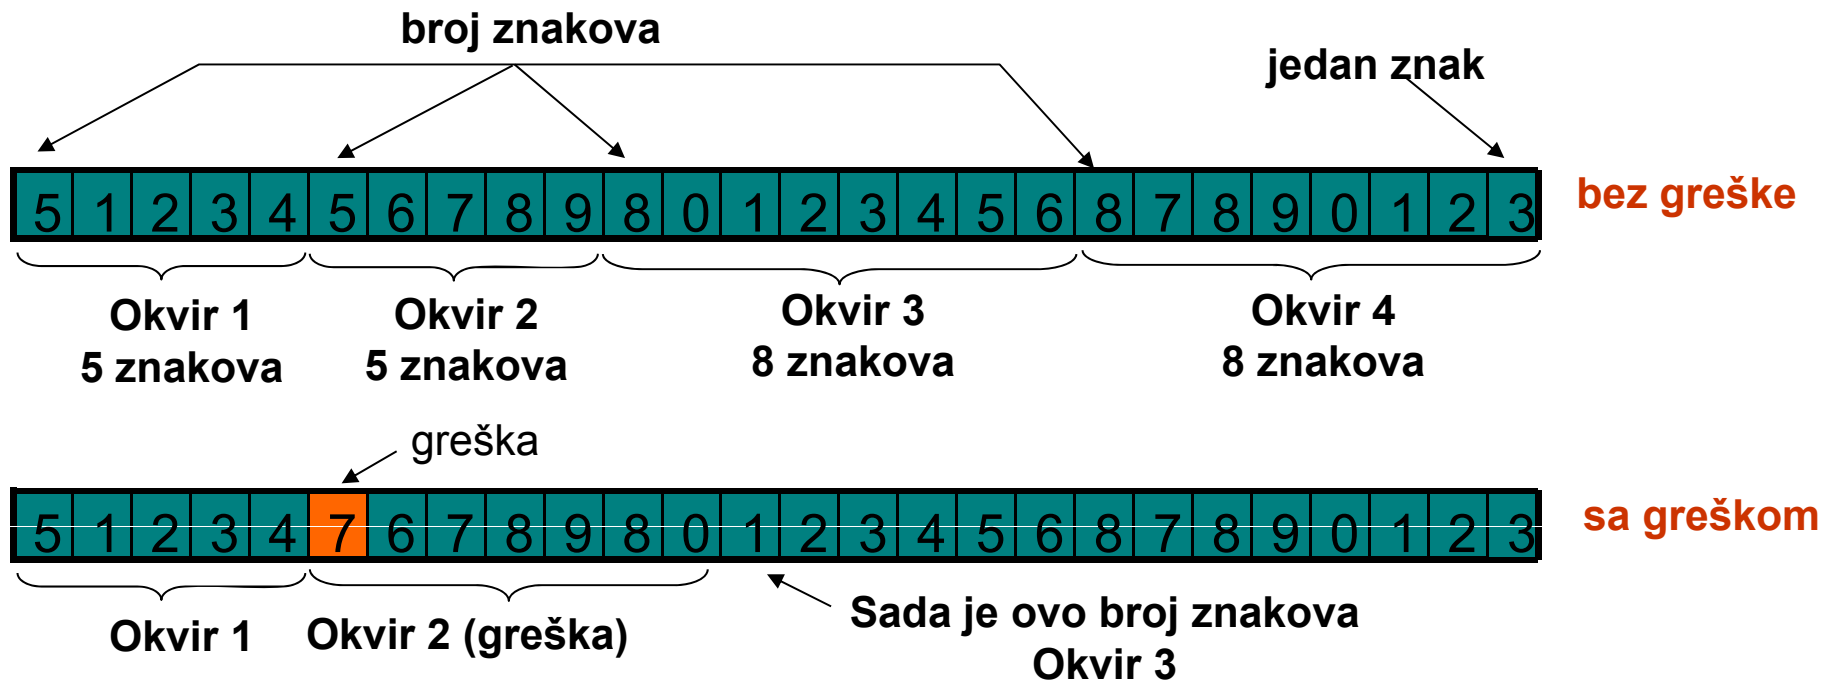 broj znakova
jedan znak
5 1 2 3 4 5 6 7 8 9 8 0 1 2 3 4 5 6 8 7 8 9 0 1 2 3
bez greške
Okvir 1
5 znakova
Okvir 2
5 znakova
Okvir 3
8 znakova
Okvir 4
8 znakova
greška
5 1 2 3 4 7 6 7 8 9 8 0 1 2 3 4 5 6 8 7 8 9 0 1 2 3
sa greškom
Okvir 1
Okvir 2 (greška)
Sada je ovo broj znakova
Okvir 3